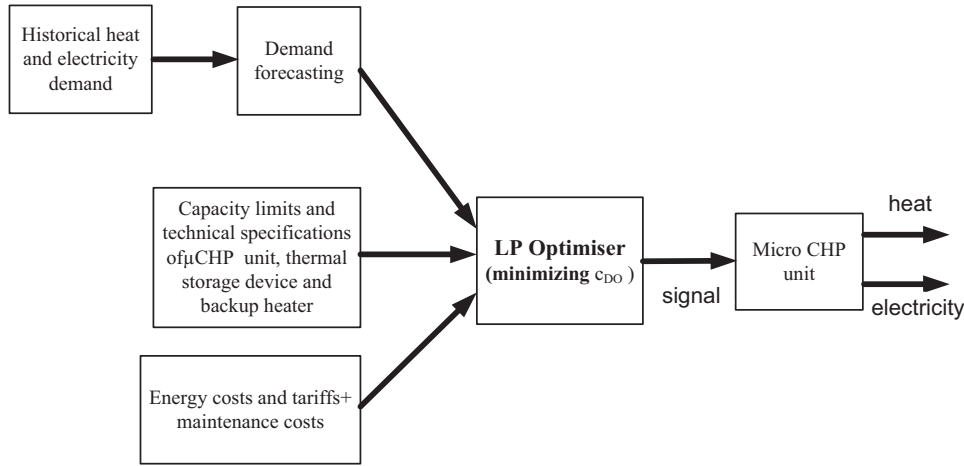 Historical heat
and electricity
demand
Demand
forecasting
Capacity limits and
technical specifications
ofμCHP unit, thermal
storage device and
backup heater
Energy costs and tariffs+
maintenance costs
LP Optimiser
(minimizing cDO )
signal
Micro CHP
unit
heat
electricity